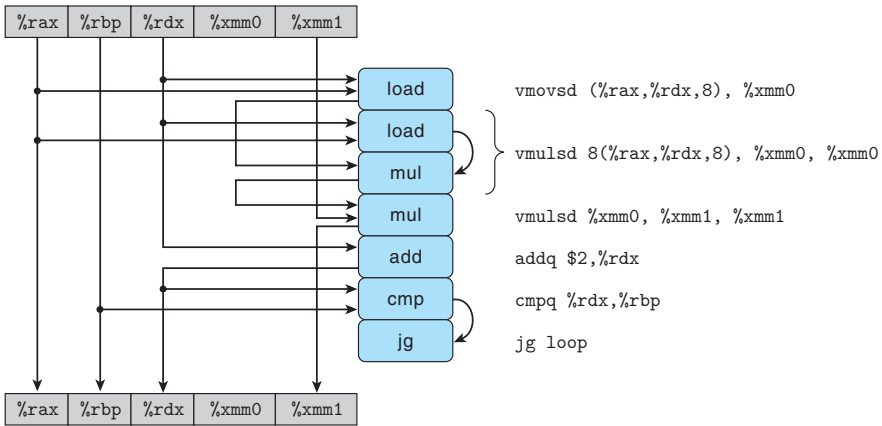 %rax %rbp %rdx %xmm0 %xmm1
load vmovsd (%rax,%rdx,8), %xmm0
load
vmulsd 8(%rax,%rdx,8), %xmm0, %xmm0
mul
mul vmulsd %xmm0, %xmm1, %xmm1
add addq $2,%rdx
cmp cmpq %rdx,%rbp
jg jg loop
%rax %rbp %rdx %xmm0 %xmm1